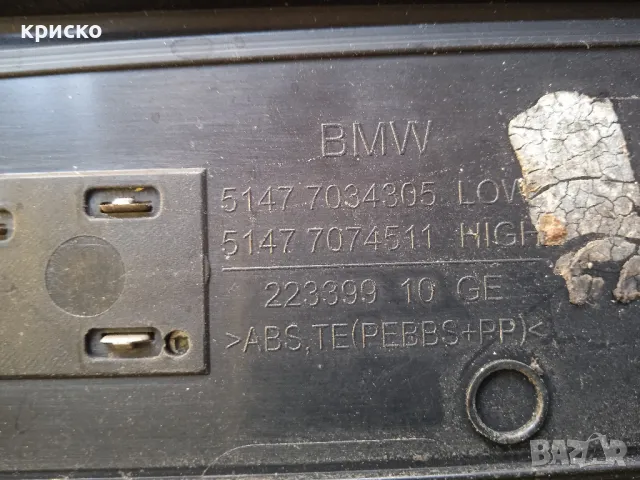 криско
BMW
5147 7034305 LOW
5147 7074511 HIGH
223399 10 GE
>ABS,TE(PEBBS+PP)<
BAZAR